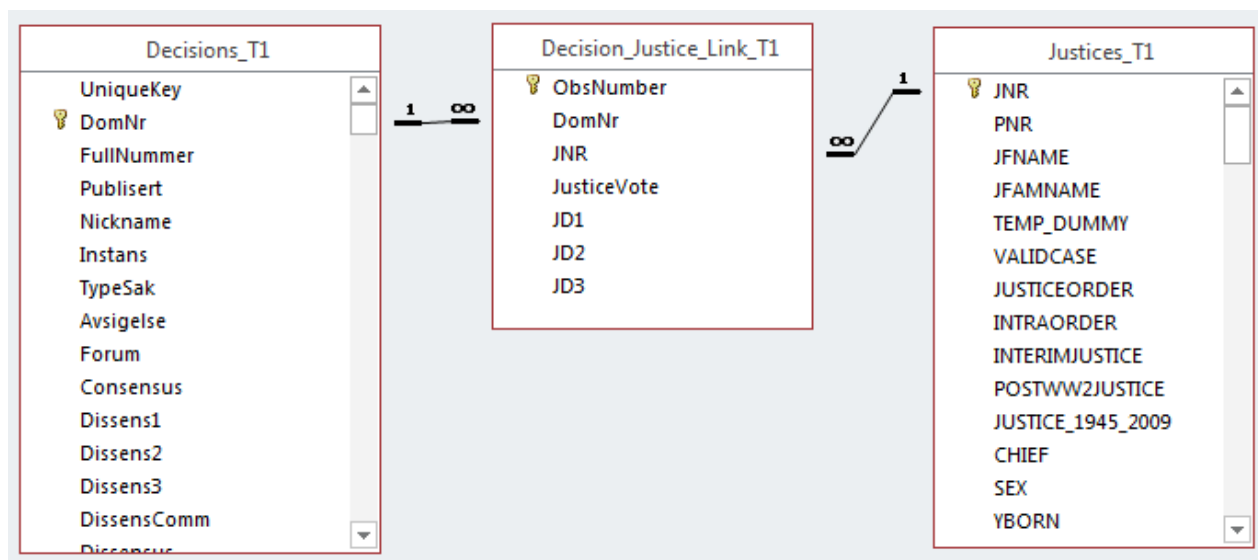 Decisions_T1
UniqueKey
DomNr
FullNummer
Publisert
Nickname
Instans
TypeSak
Avsigelse
Forum
Consensus
Dissens1
Dissens2
Dissens3
DissensComm
1 ∞
Decision_Justice_Link_T1
ObsNumber
DomNr
JNR
JusticeVote
JD1
JD2
JD3
∞ 1
Justices_T1
JNR
PNR
JFNAME
JFAMNAME
TEMP_DUMMY
VALIDCASE
JUSTICEORDER
INTRAORDER
INTERIMJUSTICE
POSTWW2JUSTICE
JUSTICE_1945_2009
CHIEF
SEX
YBORN